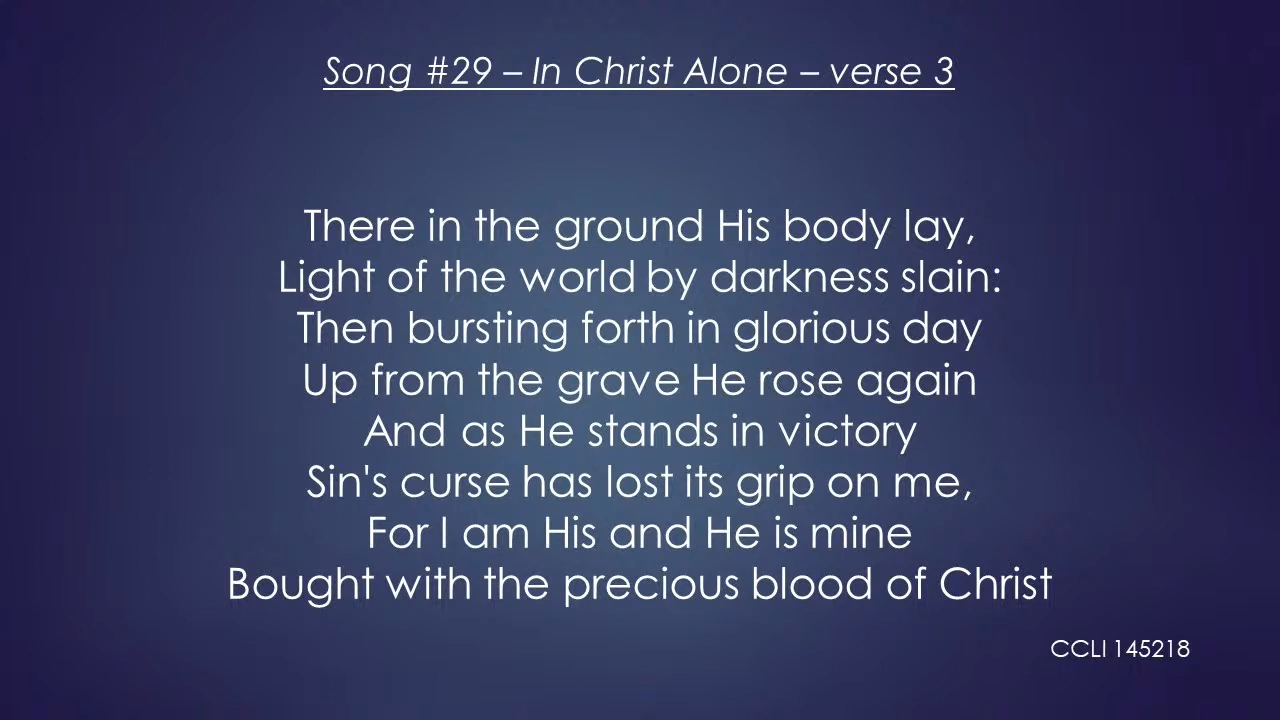 Song #29 – In Christ Alone – verse 3
There in the ground His body lay,
Light of the world by darkness slain:
Then bursting forth in glorious day
Up from the grave He rose again
And as He stands in victory
Sin's curse has lost its grip on me,
For I am His and He is mine
Bought with the precious blood of Christ
CCLI 145218